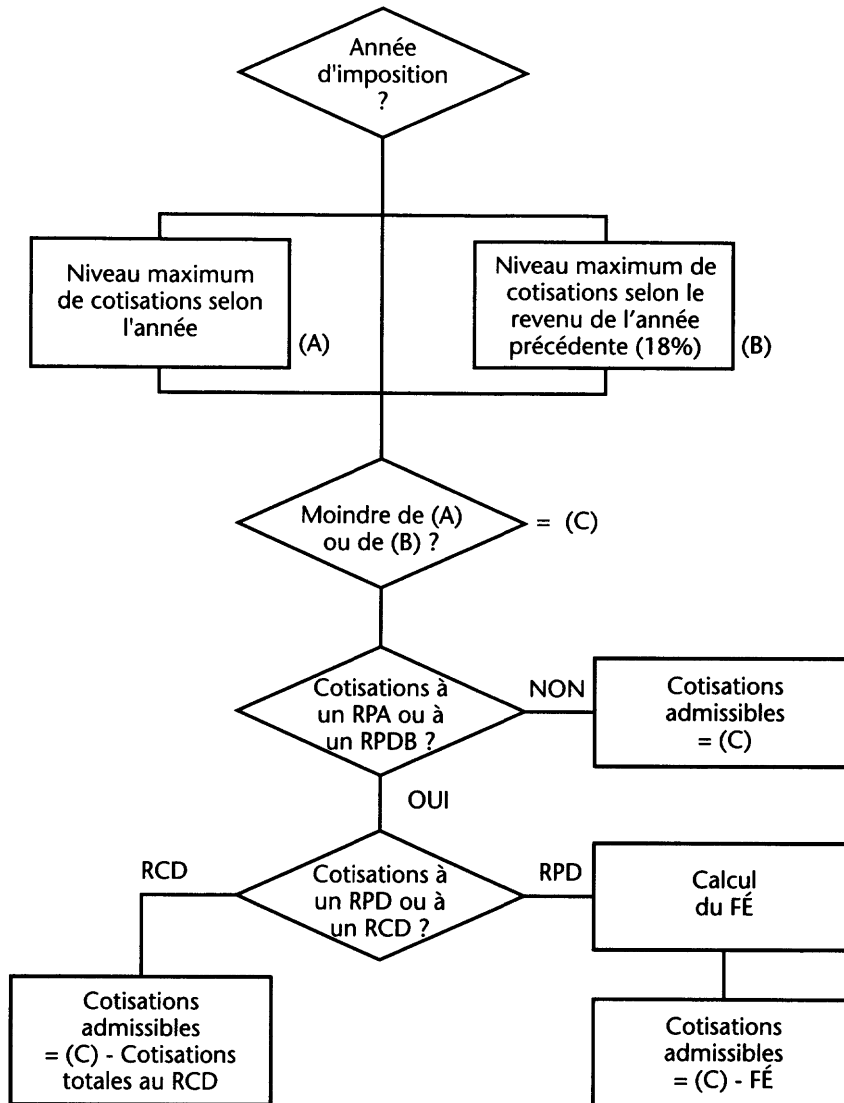 Année
d'imposition
?
Niveau maximum
de cotisations selon
l'année
(A)
Niveau maximum de
cotisations selon le
revenu de l'année
précédente (18%)
(B)
Moindre de (A)
ou de (B) ?
= (C)
Cotisations à
un RPA ou à
un RPDB ?
NON
Cotisations
admissibles
= (C)
OUI
RCD
Cotisations à
un RPD ou à
un RCD ?
RPD
Calcul
du FÉ
Cotisations
admissibles
= (C) - Cotisations
totales au RCD
Cotisations
admissibles
= (C) - FÉ